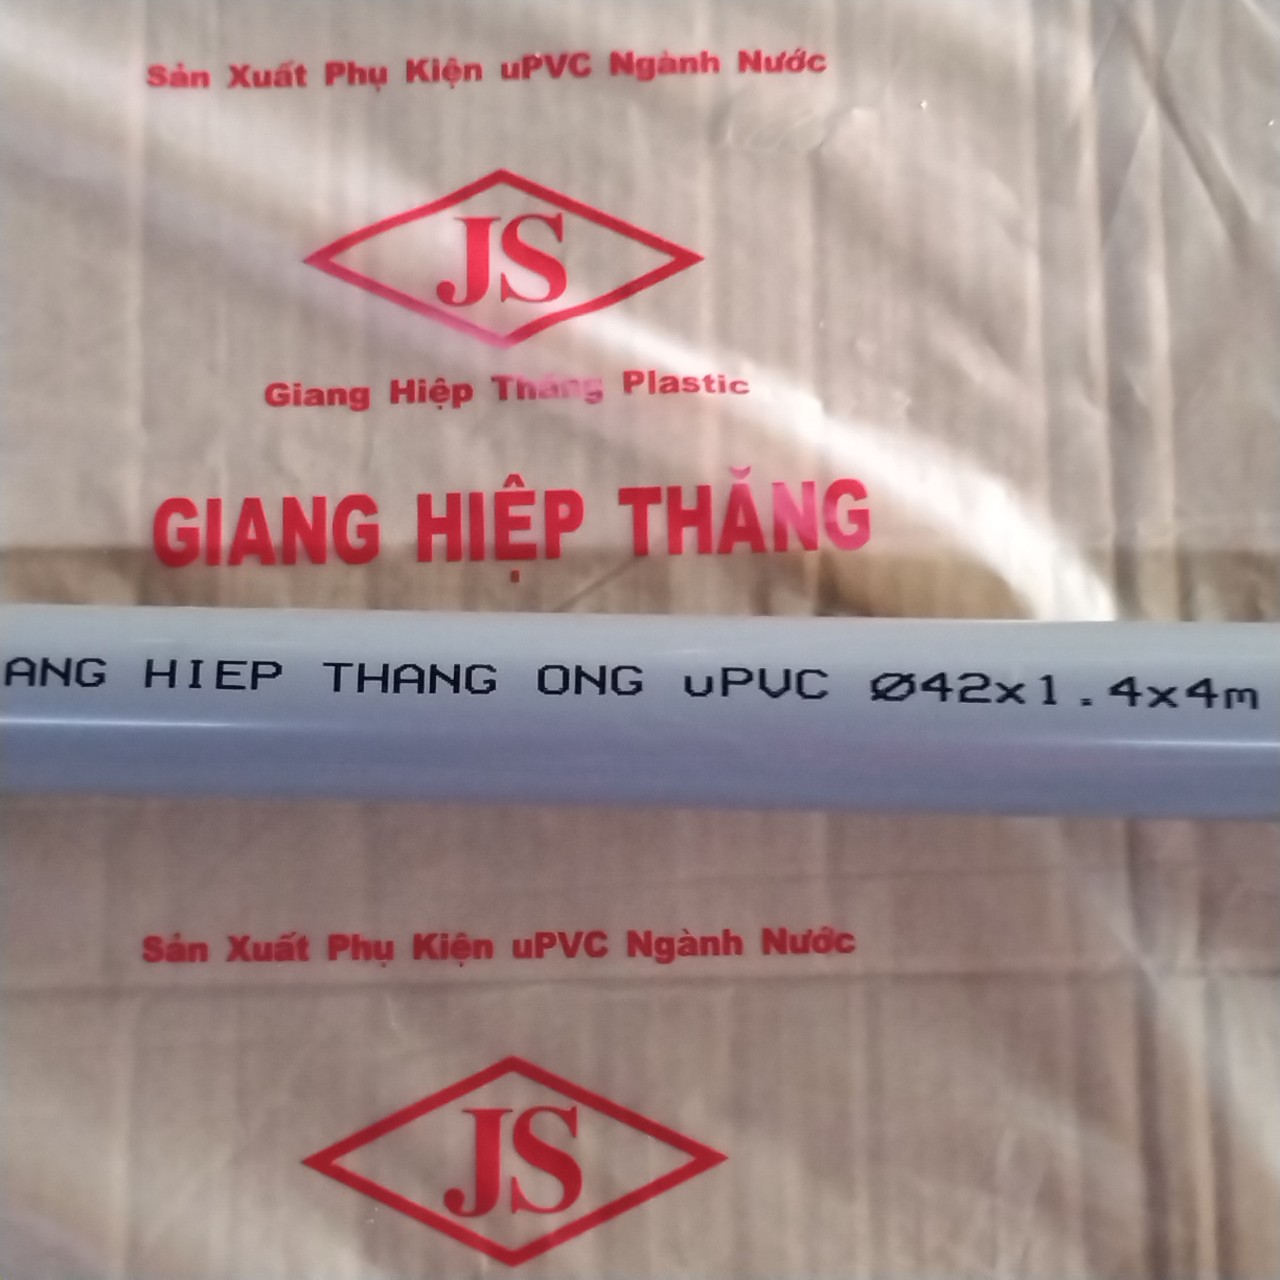 Sản Xuất Phụ Kiện uPVC Ngành Nước
JS
Giang Hiệp Thắng Plastic
GIANG HIỆP THĂNG
ANG HIEP THANG ONG uPVC Ø42x1.4x4m
Sản Xuất Phụ Kiện uPVC Ngành Nước
JS